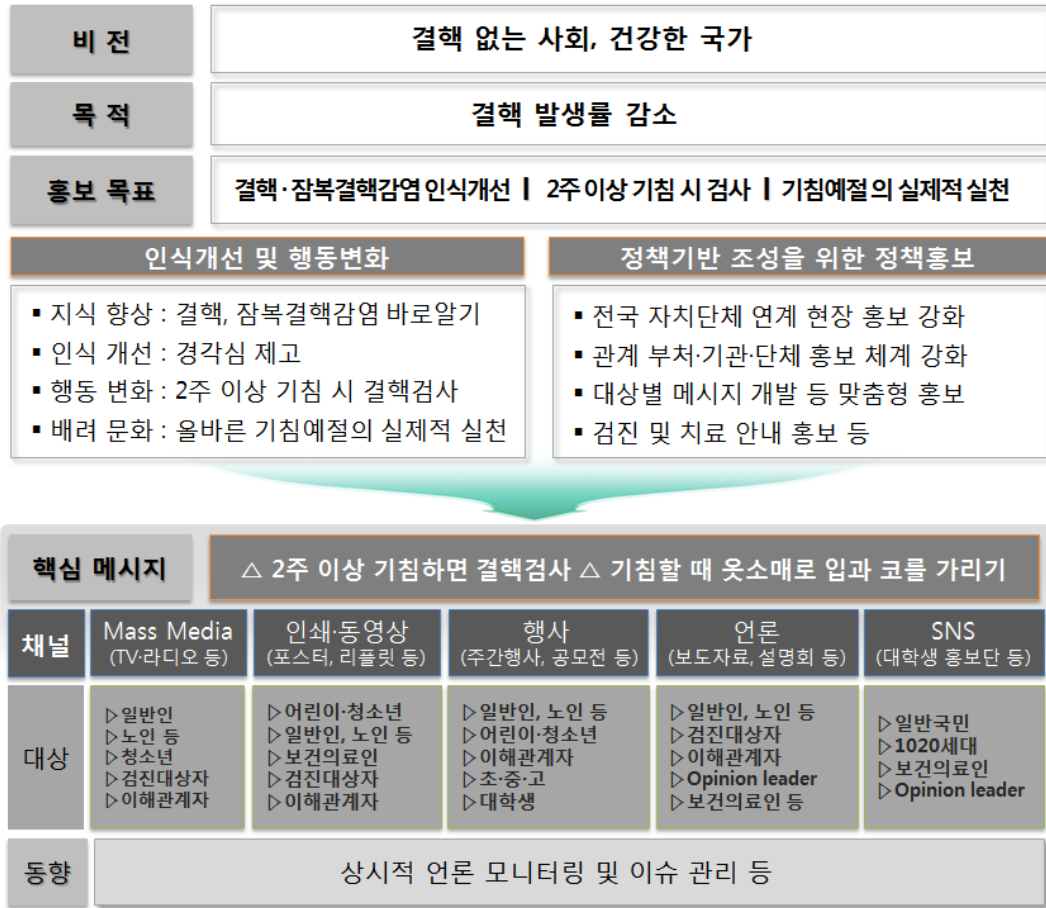 비 전
결핵 없는 사회, 건강한 국가
목 적
결핵 발생률 감소
홍보 목표
결핵·잠복결핵감염 인식개선 ┃ 2주 이상 기침 시 검사 ┃ 기침예절의 실제적 실천
인식개선 및 행동변화
▪ 지식 향상 : 결핵, 잠복결핵감염 바로알기
▪ 인식 개선 : 경각심 제고
▪ 행동 변화 : 2주 이상 기침 시 결핵검사
▪ 배려 문화 : 올바른 기침예절의 실제적 실천
정책기반 조성을 위한 정책홍보
▪ 전국 자치단체 연계 현장 홍보 강화
▪ 관계 부처·기관·단체 홍보 체계 강화
▪ 대상별 메시지 개발 등 맞춤형 홍보
▪ 검진 및 치료 안내 홍보 등
핵심 메시지
△ 2주 이상 기침하면 결핵검사 △ 기침할 때 옷소매로 입과 코를 가리기
채널
Mass Media
(TV·라디오 등)
인쇄·동영상
(포스터, 리플릿 등)
행사
(주간행사, 공모전 등)
언론
(보도자료, 설명회 등)
SNS
(대학생 홍보단 등)
대상
▷일반인
▷노인 등
▷청소년
▷검진대상자
▷이해관계자
▷어린이·청소년
▷일반인, 노인 등
▷보건의료인
▷검진대상자
▷이해관계자
▷일반인, 노인 등
▷어린이·청소년
▷이해관계자
▷초·중·고
▷대학생
▷일반인, 노인 등
▷검진대상자
▷이해관계자
▷Opinion leader
▷보건의료인 등
▷일반국민
▷1020세대
▷보건의료인
▷Opinion leader
동향
상시적 언론 모니터링 및 이슈 관리 등